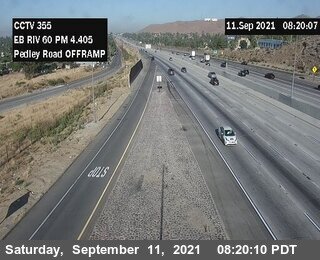 CCTV 355
EB RIV 60 PM 4.405
Pedley Road OFFRAMP
11.Sep 2021 08:20:07
STOP
Saturday, September 11, 2021 08:20:10 PDT